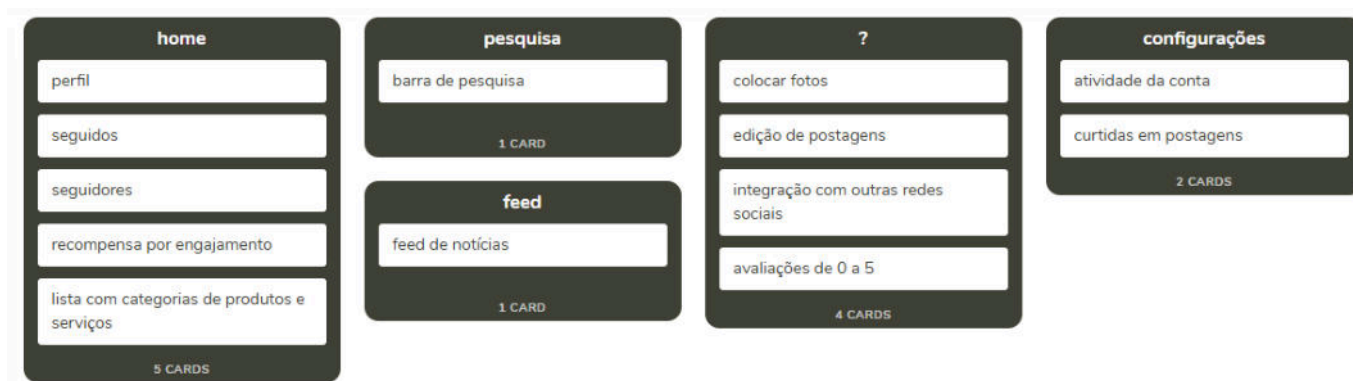 home
perfil
seguidos
seguidores
recompensa por engajamento
lista com categorias de produtos e
serviços
5 CARDS
pesquisa
barra de pesquisa
1 CARD
feed
feed de notícias
1 CARD
?
colocar fotos
edição de postagens
integração com outras redes
sociais
avaliações de 0 a 5
4 CARDS
configurações
atividade da conta
curtidas em postagens
2 CARDS